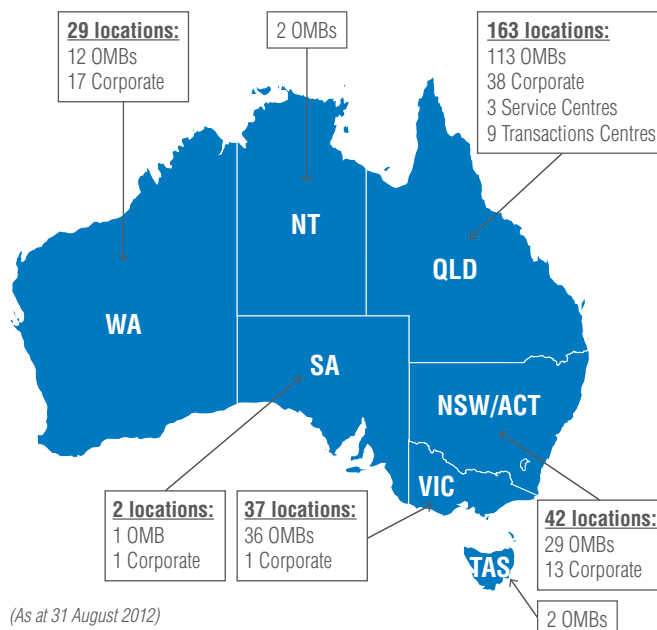 29 locations:
12 OMBs
17 Corporate
2 OMBs
163 locations:
113 OMBs
38 Corporate
3 Service Centres
9 Transactions Centres
NT
QLD
WA
SA
NSW/ACT
VIC
2 locations:
1 OMB
1 Corporate
37 locations:
36 OMBs
1 Corporate
42 locations:
29 OMBs
13 Corporate
TAS
2 OMBs
(As at 31 August 2012)